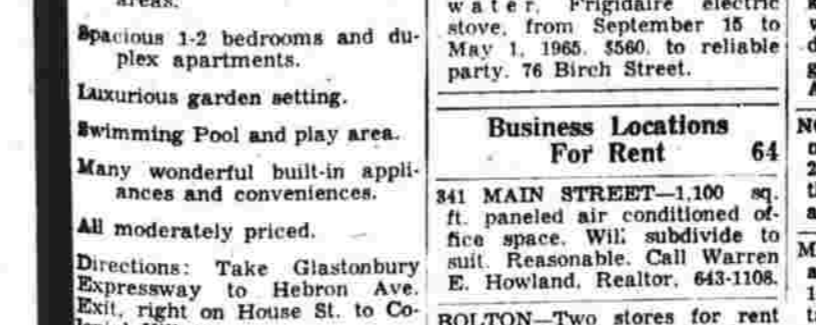 areas.
Spacious 1-2 bedrooms and du-
plex apartments.
Luxurious garden setting.
Swimming Pool and play area.
Many wonderful built-in appli-
ances and conveniences.
All moderately priced.
Directions: Take Glastonbury
Expressway to Hebron Ave.
Exit, right on House St. to Co-
water, Frigidaire electric
stove, from September 15 to
May 1, 1965. $560. to reliable
party. 76 Birch Street.
Business Locations
For Rent 64
341 MAIN STREET—1,100 sq.
ft. paneled air conditioned of-
fice space. Will subdivide to
suit. Reasonable. Call Warren
E. Howland, Realtor, 643-1108.
BOLTON—Two stores for rent